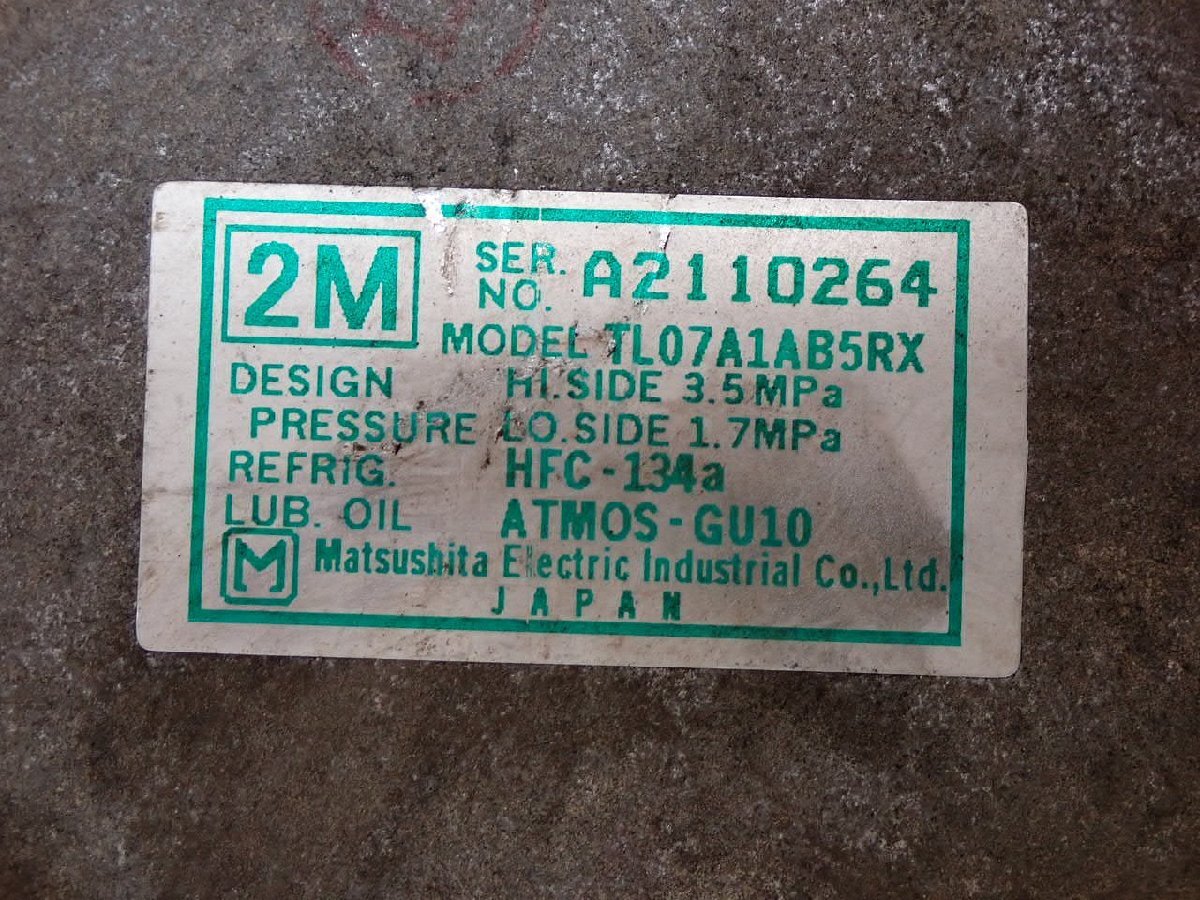 2M
SER. NO. A2110264
MODEL TL07A1AB5RX
DESIGN PRESSURE HI.SIDE 3.5MPa
LO.SIDE 1.7MPa
REFRIG. HFC-134a
LUB. OIL ATMOS-GU10
M Matsushita Electric Industrial Co.,Ltd.
JAPAN